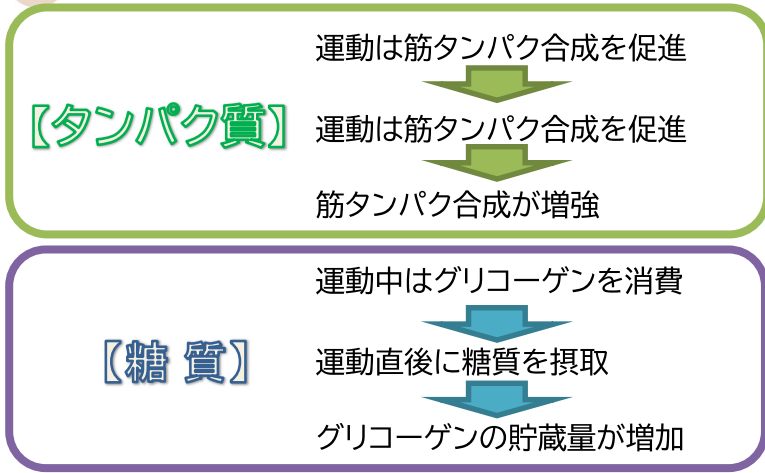 【タンパク質】
運動は筋タンパク合成を促進
運動は筋タンパク合成を促進
筋タンパク合成が増強
【糖 質】
運動中はグリコーゲンを消費
運動直後に糖質を摂取
グリコーゲンの貯蔵量が増加